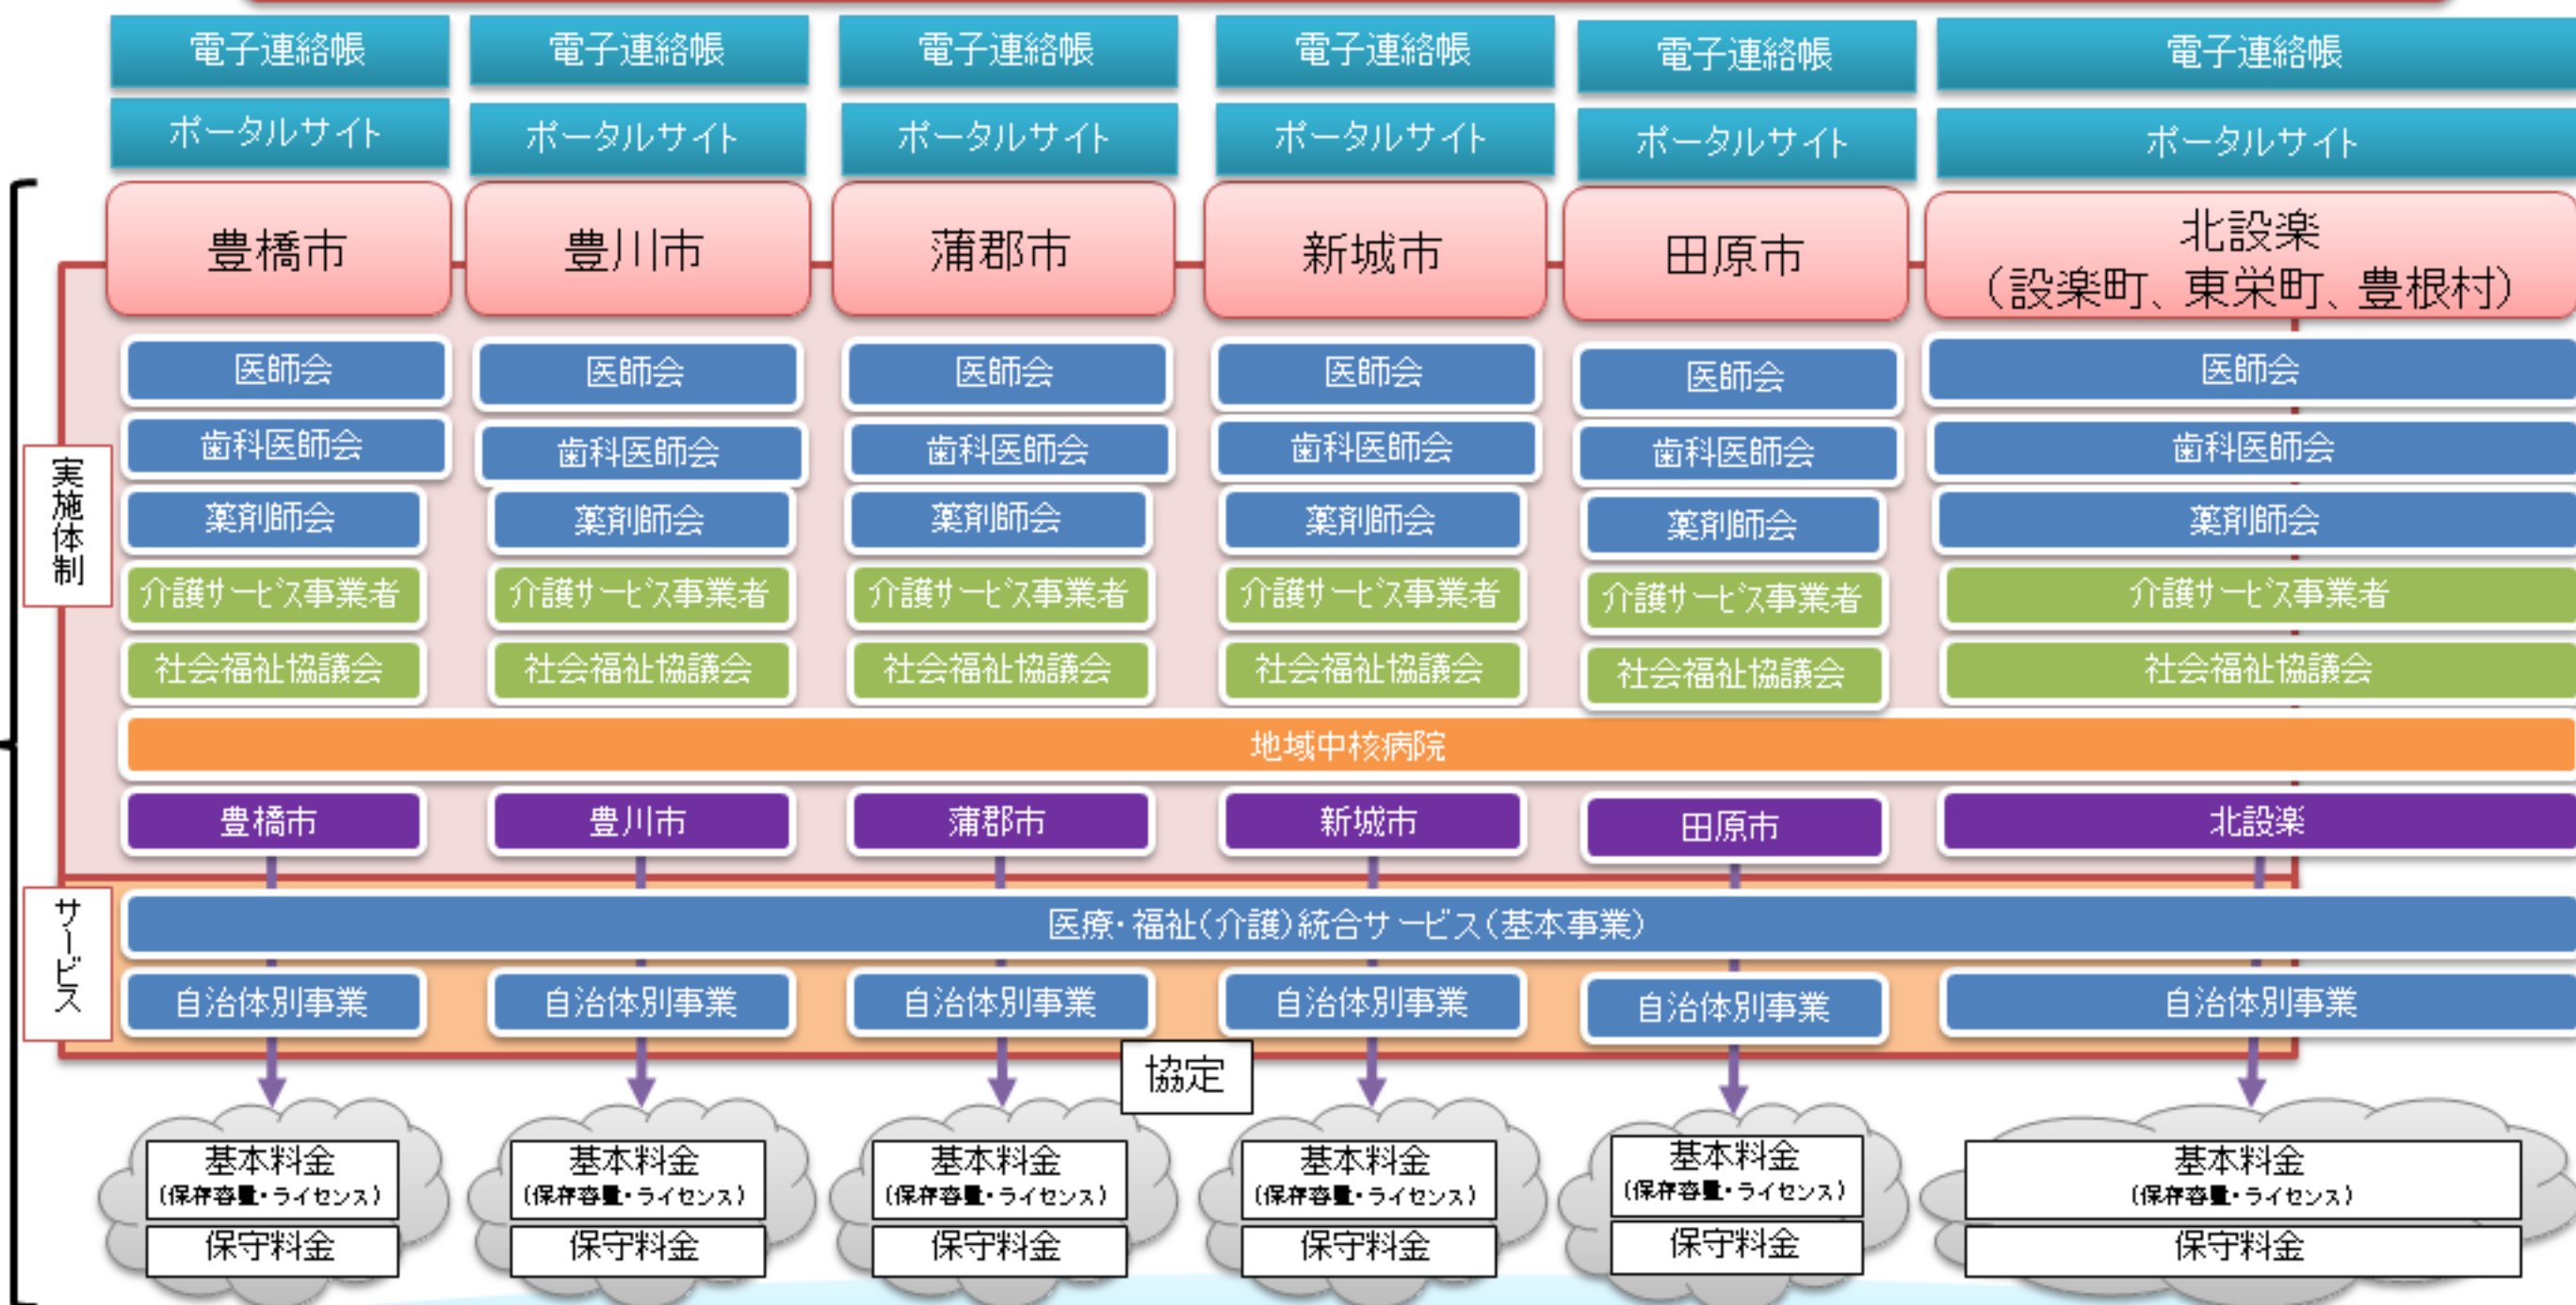 電子連絡帳
電子連絡帳
電子連絡帳
電子連絡帳
電子連絡帳
電子連絡帳
ポータルサイト
ポータルサイト
ポータルサイト
ポータルサイト
ポータルサイト
ポータルサイト
豊橋市
豊川市
蒲郡市
新城市
田原市
北設楽
(設楽町、東栄町、豊根村)
実施体制
医師会
医師会
医師会
医師会
医師会
医師会
歯科医師会
歯科医師会
歯科医師会
歯科医師会
歯科医師会
歯科医師会
薬剤師会
薬剤師会
薬剤師会
薬剤師会
薬剤師会
薬剤師会
介護サービス事業者
介護サービス事業者
介護サービス事業者
介護サービス事業者
介護サービス事業者
介護サービス事業者
社会福祉協議会
社会福祉協議会
社会福祉協議会
社会福祉協議会
社会福祉協議会
社会福祉協議会
地域中核病院
豊橋市
豊川市
蒲郡市
新城市
田原市
北設楽
サービス
医療・福祉(介護)統合サービス(基本事業)
自治体別事業
自治体別事業
自治体別事業
自治体別事業
自治体別事業
自治体別事業
協定
基本料金
(保存容量・ライセンス)
保守料金
基本料金
(保存容量・ライセンス)
保守料金
基本料金
(保存容量・ライセンス)
保守料金
基本料金
(保存容量・ライセンス)
保守料金
基本料金
(保存容量・ライセンス)
保守料金
基本料金
(保存容量・ライセンス)
保守料金